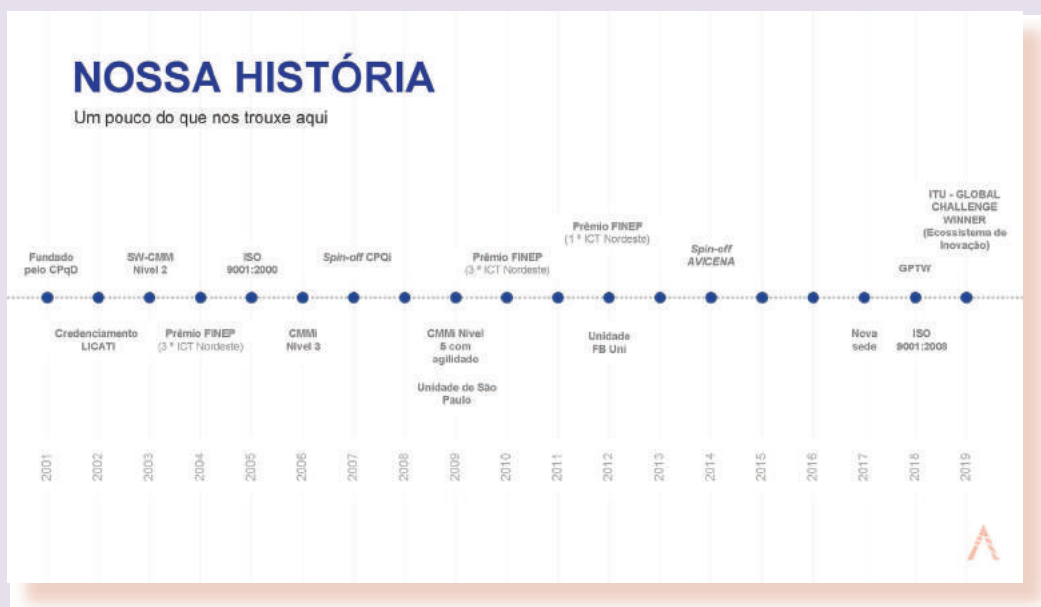 NOSSA HISTÓRIA
Um pouco do que nos trouxe aqui
Fundado
pelo CPqD
SW-CMM
Nível 2
ISO
9001:2000
Spin-off CPQi
Prêmio FINEP
(3 º ICT Nordeste)
Prêmio FINEP
(1 º ICT Nordeste)
Spin-off
AVICENA
GPTW
ITU - GLOBAL
CHALLENGE
WINNER
(Ecossistema de
Inovação)
Credenciamento
LICATI
Prêmio FINEP
(3 º ICT Nordeste)
CMMi
Nível 3
CMMi Nível
5 com
agilidade
Unidade de São
Paulo
Unidade
FB Uni
Nova
sede
ISO
9001:2008
2001
2002
2003
2004
2005
2006
2007
2008
2009
2010
2011
2012
2013
2014
2015
2016
2017
2018
2019